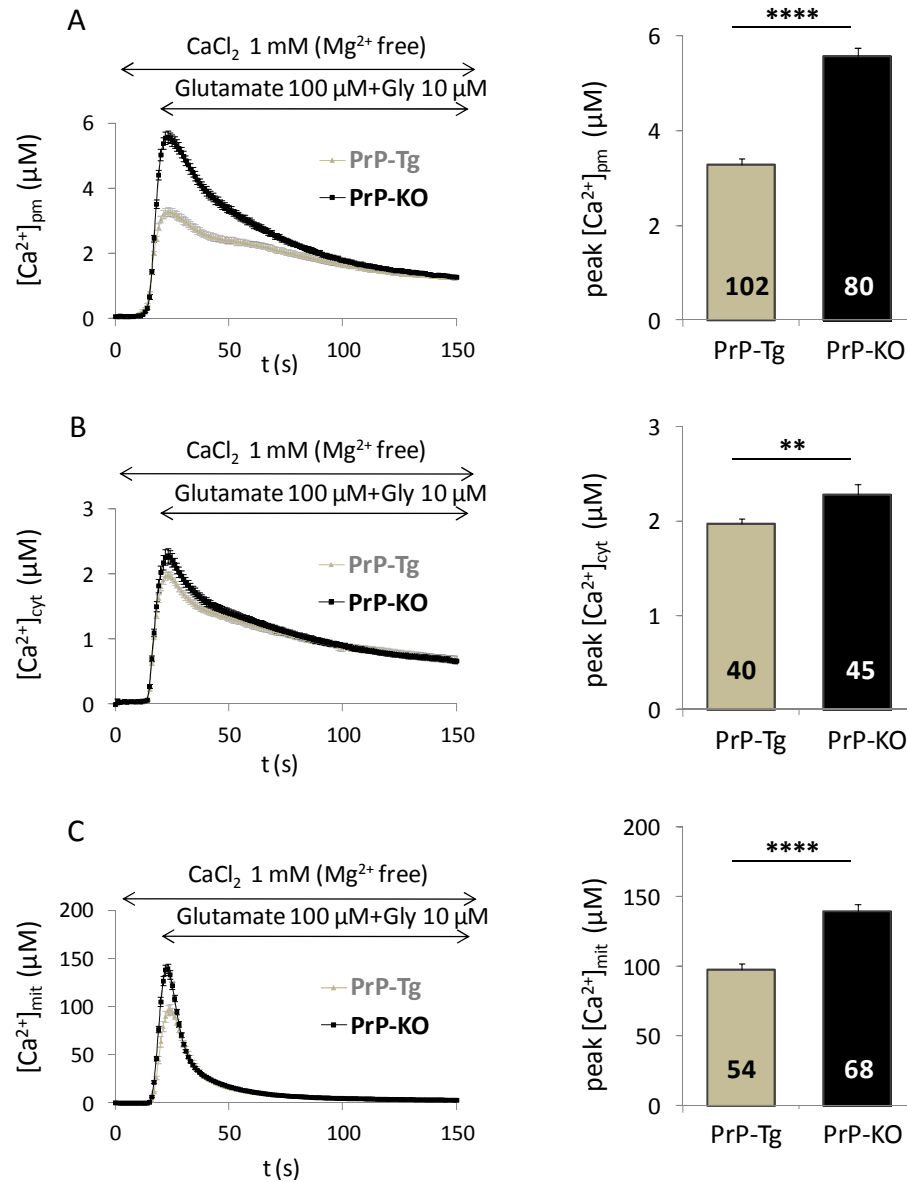 A
CaCl₂ 1 mM (Mg²⁺ free)
Glutamate 100 µM+Gly 10 µM
[Ca²⁺]pm (µM)
6
4
2
0
PrP-Tg
PrP-KO
0 50 100 150
t (s)
****
peak [Ca²⁺]pm (µM)
6
4
2
0
102 80
PrP-Tg PrP-KO
B
CaCl₂ 1 mM (Mg²⁺ free)
Glutamate 100 µM+Gly 10 µM
[Ca²⁺]cyt (µM)
3
2
1
0
PrP-Tg
PrP-KO
0 50 100 150
t (s)
**
peak [Ca²⁺]cyt (µM)
3
2
1
0
40 45
PrP-Tg PrP-KO
C
CaCl₂ 1 mM (Mg²⁺ free)
Glutamate 100 µM+Gly 10 µM
[Ca²⁺]mit (µM)
200
150
100
50
0
PrP-Tg
PrP-KO
0 50 100 150
t (s)
****
peak [Ca²⁺]mit (µM)
200
150
100
50
0
54 68
PrP-Tg PrP-KO